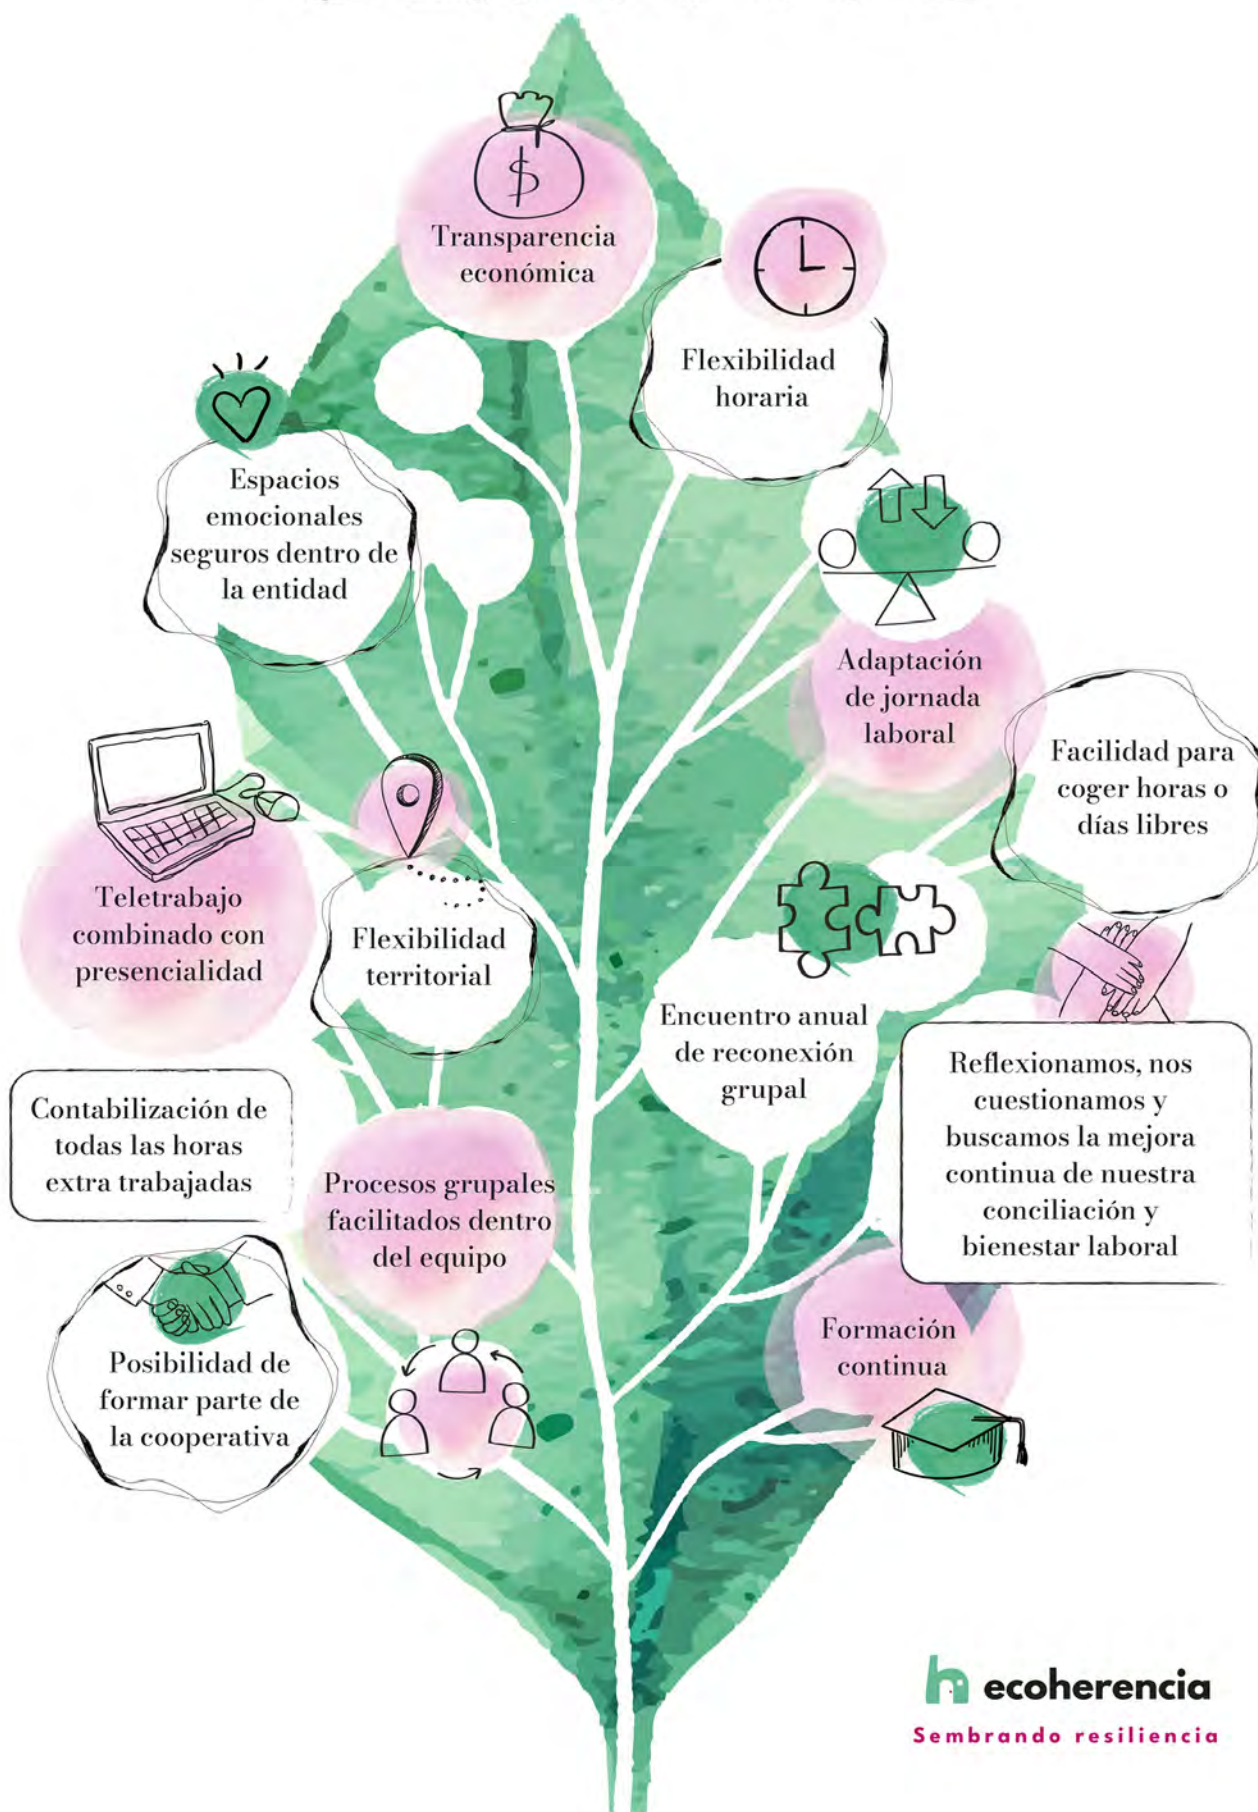 $
Transparencia
económica
Flexibilidad
horaria
Espacios
emocionales
seguros dentro de
la entidad
Adaptación
de jornada
laboral
Facilidad para
coger horas o
días libres
Teletrabajo
combinado con
presencialidad
Flexibilidad
territorial
Encuentro anual
de reconexión
grupal
Reflexionamos, nos
cuestionamos y
buscamos la mejora
continua de nuestra
conciliación y
bienestar laboral
Contabilización de
todas las horas
extra trabajadas
Procesos grupales
facilitados dentro
del equipo
Posibilidad de
formar parte de
la cooperativa
Formación
continua
ecoherencia
Sembrando resiliencia